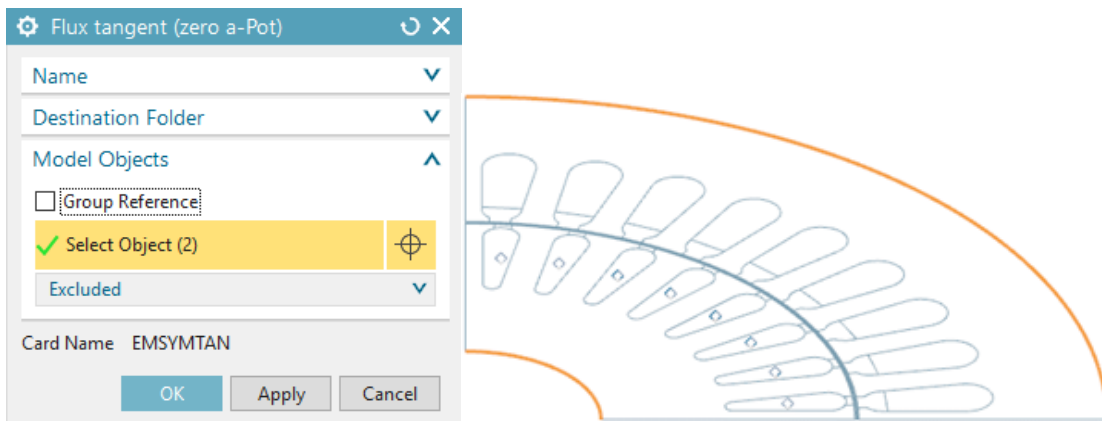 Flux tangent (zero a-Pot)
Name
Destination Folder
Model Objects
Group Reference
Select Object (2)
Excluded
Card Name EMSYMTAN
OK Apply Cancel